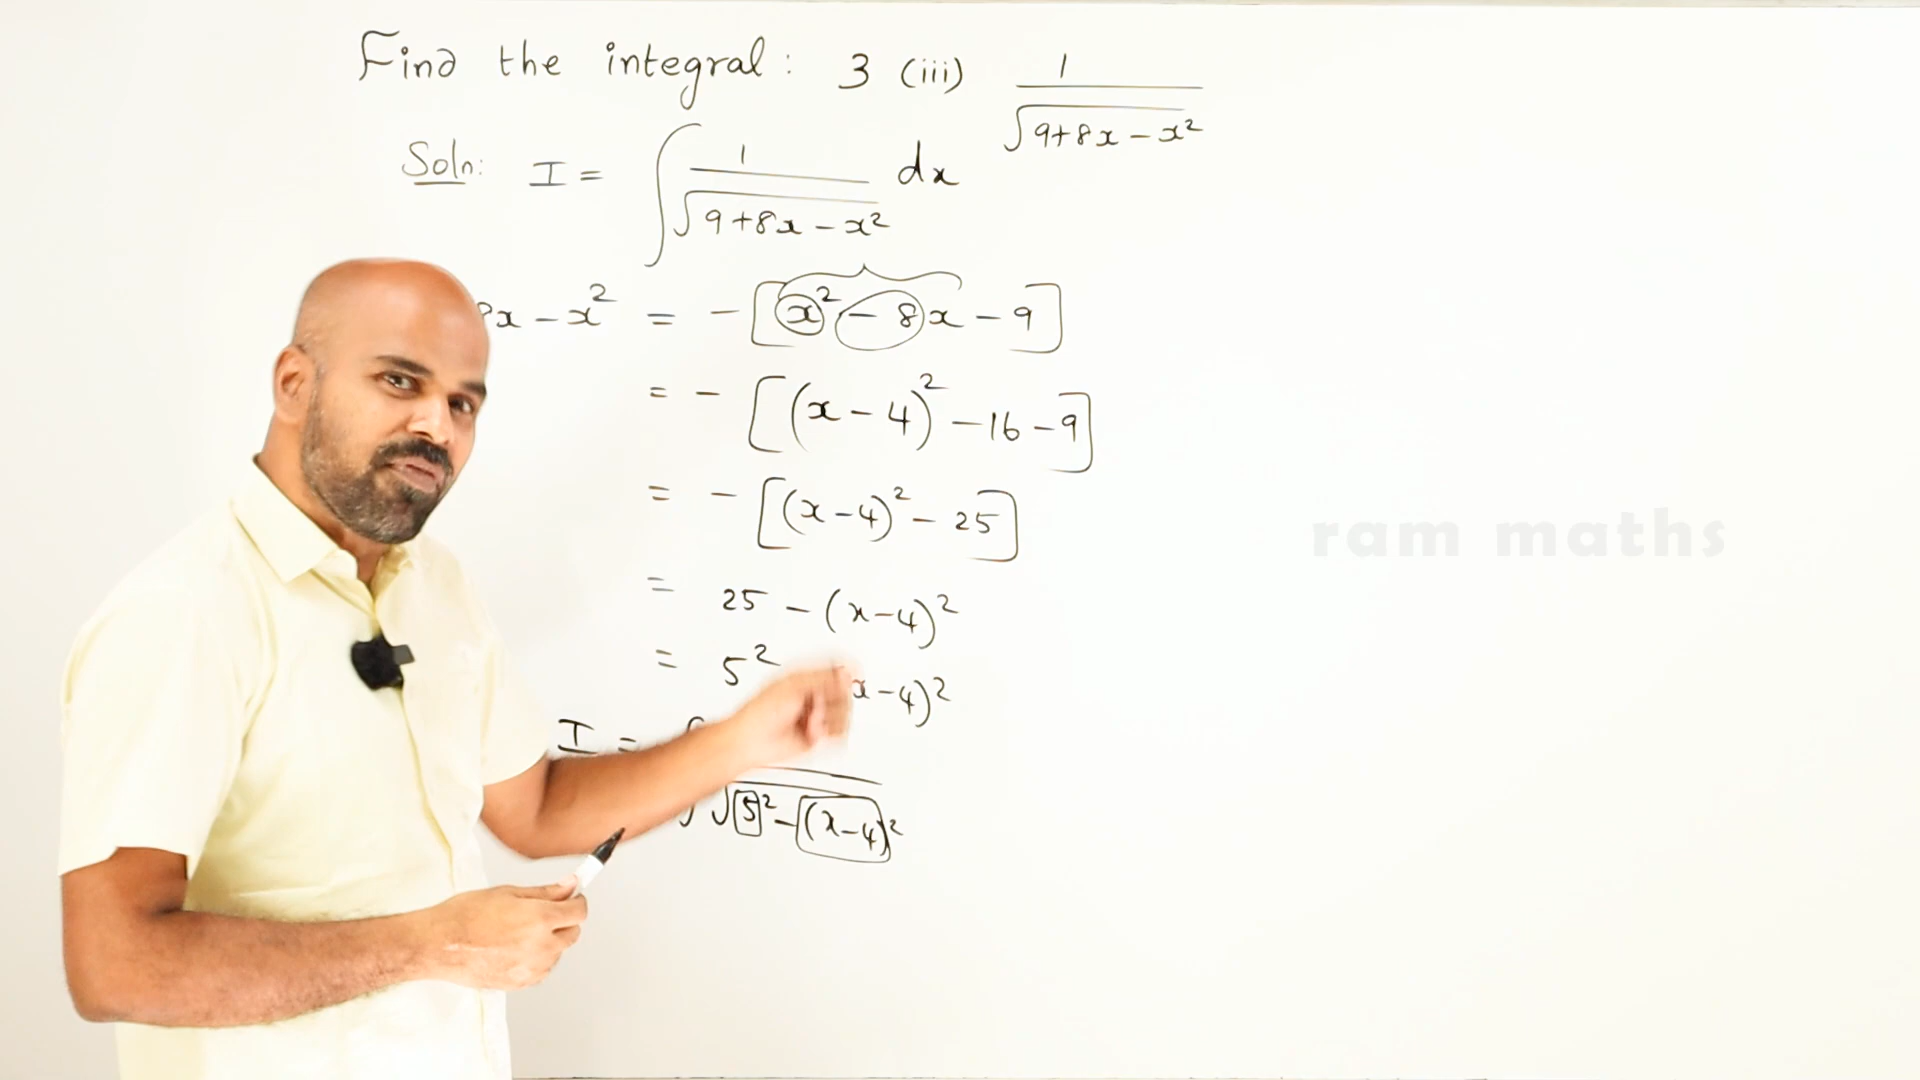 Find the integral: 3 (iii) 1/√(9+8x-x²)
Soln: I = ∫ 1/√(9+8x-x²) dx
8x-x² = -[x²-8x-9]
= -[(x-4)²-16-9]
= -[(x-4)²-25]
= 25-(x-4)²
= 5² x-4)²
I = √(5²-(x-4)²)
ram maths